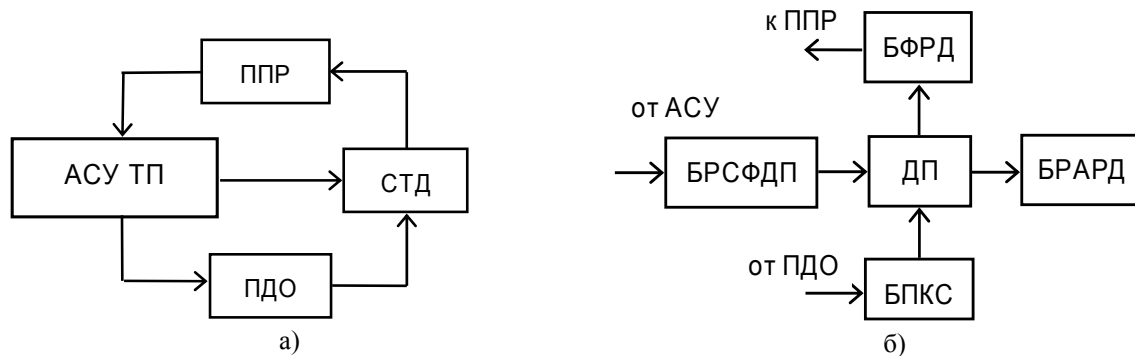 ППР
АСУ ТП
СТД
ПДО
а)
к ППР
БФРД
от АСУ
БРСФДП
ДП
БРАРД
от ПДО
БПКС
б)